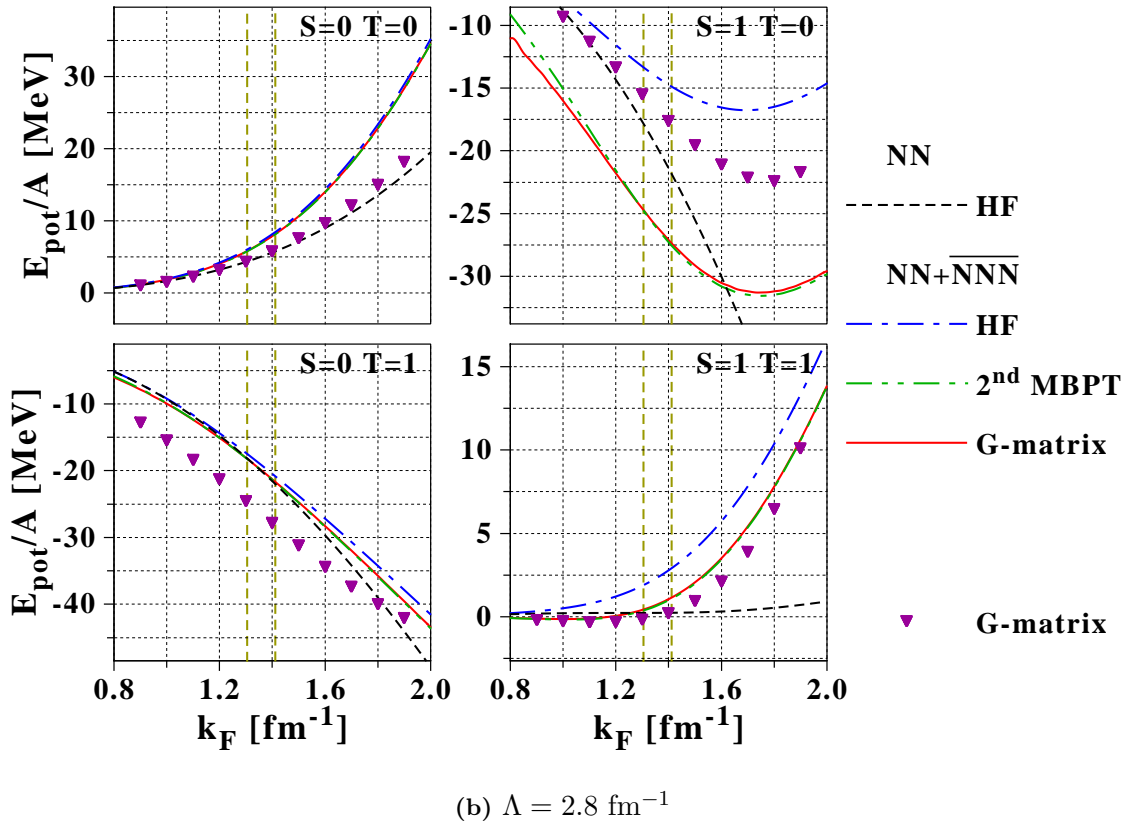 S=0 T=0
S=1 T=0
E_pot/A [MeV]
30
20
10
0
-10
-15
-20
-25
-30
NN
HF
NN+\overline{NNN}
HF
2^nd MBPT
G-matrix
G-matrix
S=0 T=1
S=1 T=1
E_pot/A [MeV]
-10
-20
-30
-40
15
10
5
0
0.8 1.2 1.6 2.0
0.8 1.2 1.6 2.0
k_F [fm^-1]
k_F [fm^-1]
(b) Λ = 2.8 fm^−1